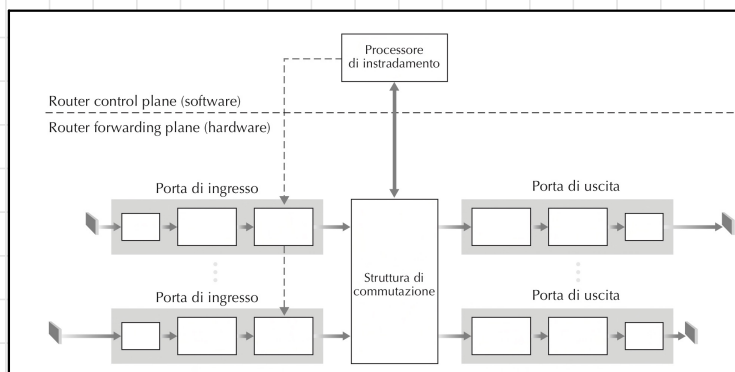 Processore
di instradamento
Router control plane (software)
Router forwarding plane (hardware)
Porta di ingresso
Porta di uscita
Struttura di
commutazione
Porta di ingresso
Porta di uscita